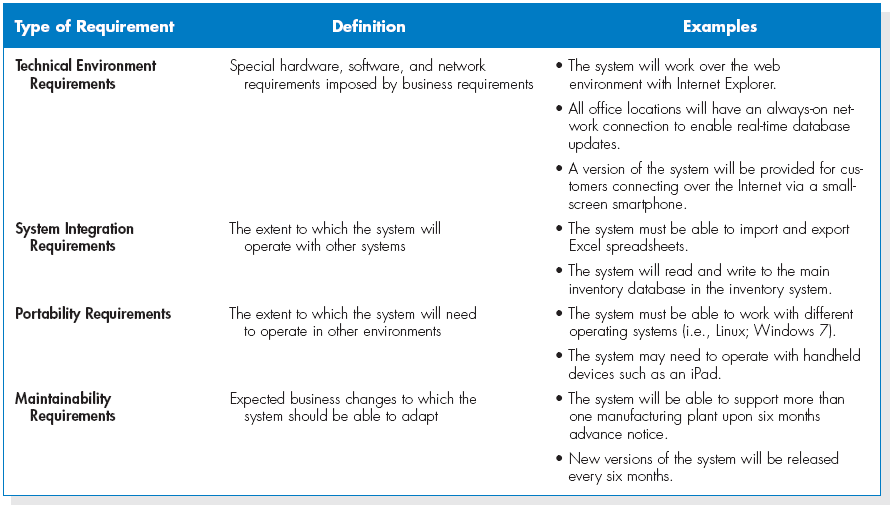 Type of Requirement Definition Examples
Technical Environment
Requirements
Special hardware, software, and network
requirements imposed by business requirements
• The system will work over the web
environment with Internet Explorer.
• All office locations will have an always-on net-
work connection to enable real-time database
updates.
• A version of the system will be provided for cus-
tomers connecting over the Internet via a small-
screen smartphone.
System Integration
Requirements
The extent to which the system will
operate with other systems
• The system must be able to import and export
Excel spreadsheets.
• The system will read and write to the main
inventory database in the inventory system.
Portability Requirements
The extent to which the system will need
to operate in other environments
• The system must be able to work with different
operating systems (i.e., Linux; Windows 7).
• The system may need to operate with handheld
devices such as an iPad.
Maintainability
Requirements
Expected business changes to which the
system should be able to adapt
• The system will be able to support more than
one manufacturing plant upon six months
advance notice.
• New versions of the system will be released
every six months.